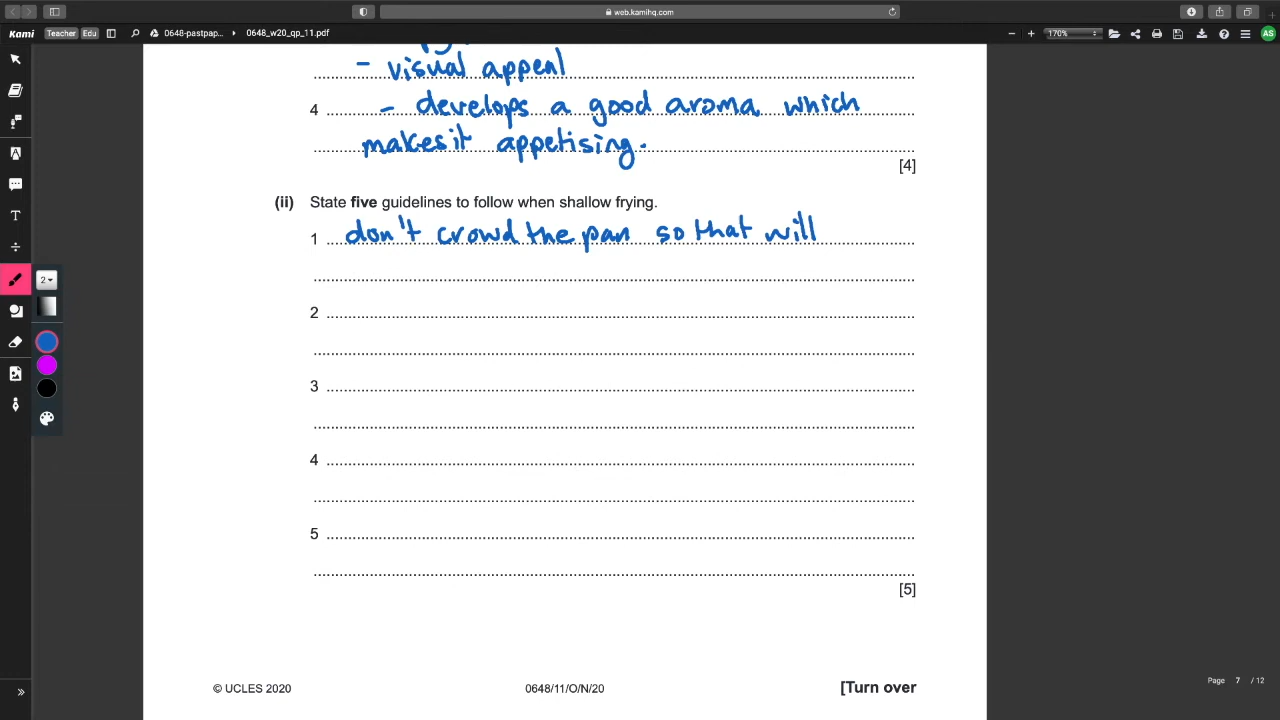 web.kamihq.com
Kami Teacher Edu 0648-pastpap... 0648_w20_qp_11.pdf 170% AS
- visual appeal
4 - develops a good aroma which
makes it appetising.
[4]
(ii) State five guidelines to follow when shallow frying.
1 don't crowd the pan so that will
2
2
3
4
5
[5]
© UCLES 2020 0648/11/O/N/20 [Turn over
Page 7 / 12